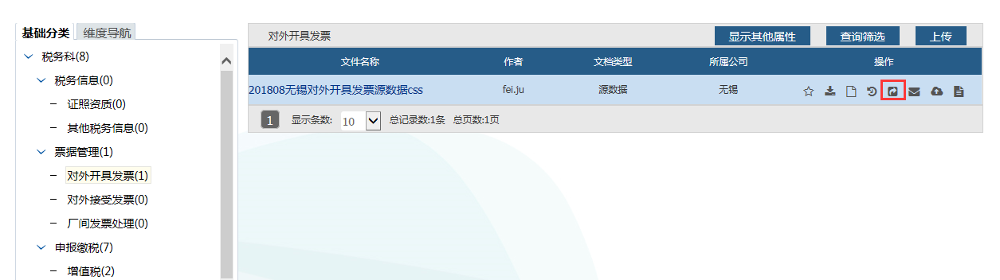 基础分类 维度导航
税务科(8)
税务信息(0)
证照资质(0)
其他税务信息(0)
票据管理(1)
对外开具发票(1)
对外接受发票(0)
厂间发票处理(0)
申报缴税(7)
增值税(2)
对外开具发票 显示其他属性 查询筛选 上传
文件名称 作者 文档类型 所属公司 操作
201808无锡对外开具发票源数据css fei.ju 源数据 无锡
1 显示条数: 10 总记录数:1条 总页数:1页